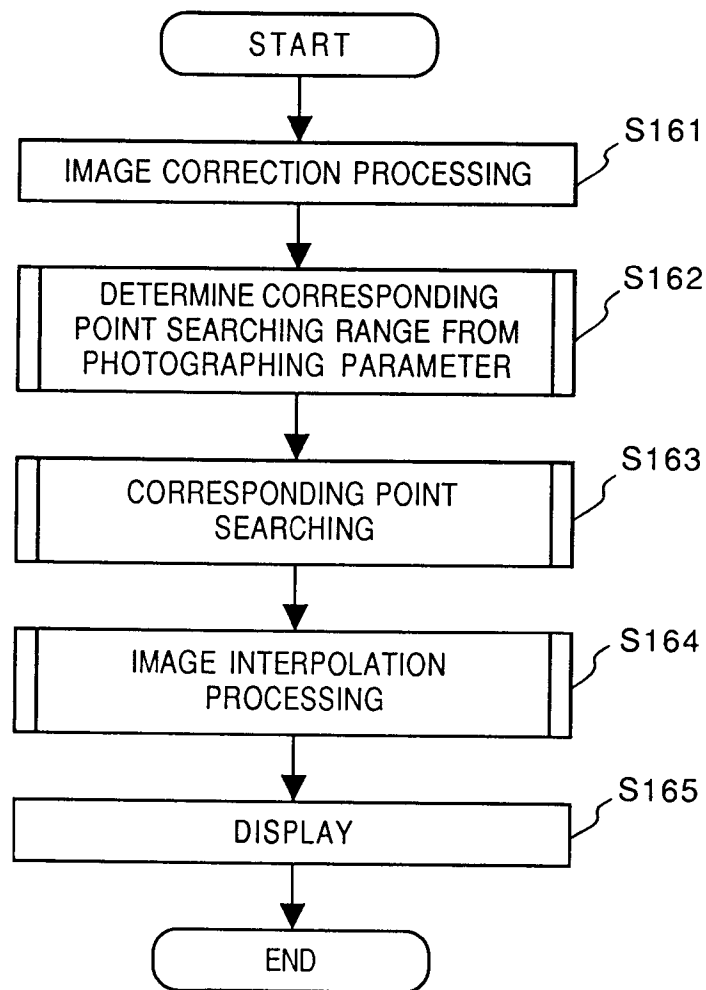 START
S161
IMAGE CORRECTION PROCESSING
S162
DETERMINE CORRESPONDING
POINT SEARCHING RANGE FROM
PHOTOGRAPHING PARAMETER
S163
CORRESPONDING POINT
SEARCHING
S164
IMAGE INTERPOLATION
PROCESSING
S165
DISPLAY
END